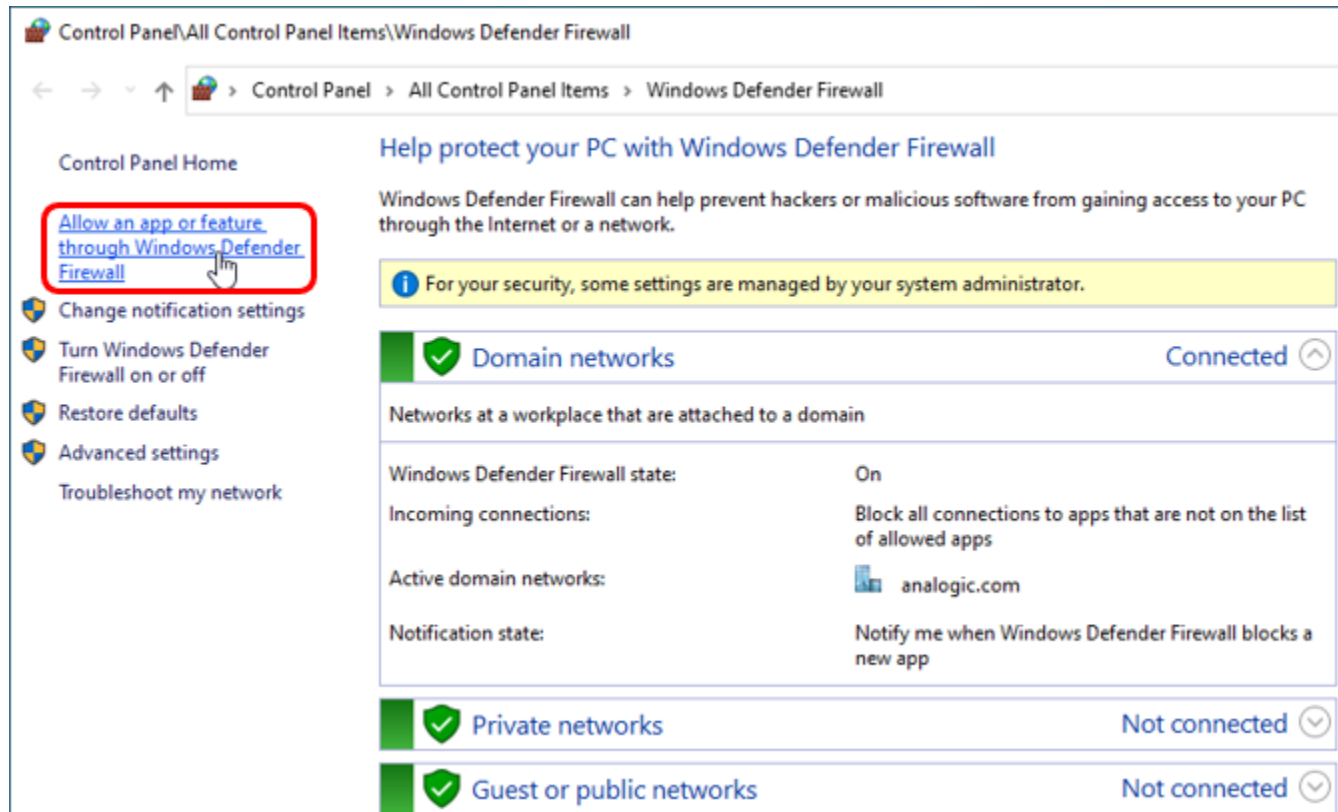 Control Panel\All Control Panel Items\Windows Defender Firewall
Control Panel > All Control Panel Items > Windows Defender Firewall
Control Panel Home
Allow an app or feature
through Windows Defender
Firewall
Change notification settings
Turn Windows Defender
Firewall on or off
Restore defaults
Advanced settings
Troubleshoot my network
Help protect your PC with Windows Defender Firewall
Windows Defender Firewall can help prevent hackers or malicious software from gaining access to your PC
through the Internet or a network.
For your security, some settings are managed by your system administrator.
Domain networks Connected
Networks at a workplace that are attached to a domain
Windows Defender Firewall state: On
Incoming connections: Block all connections to apps that are not on the list
of allowed apps
Active domain networks: analogic.com
Notification state: Notify me when Windows Defender Firewall blocks a
new app
Private networks Not connected
Guest or public networks Not connected